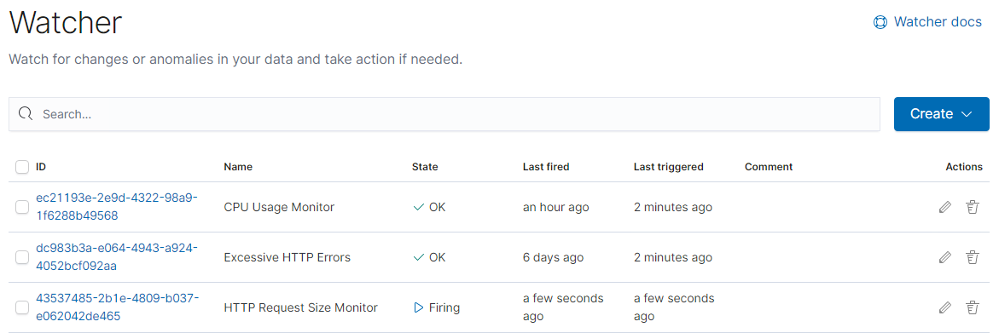 Watcher
Watcher docs
Watch for changes or anomalies in your data and take action if needed.
Search...
Create
ID Name State Last fired Last triggered Comment Actions
ec21193e-2e9d-4322-98a9-
1f6288b49568
CPU Usage Monitor
OK
an hour ago
2 minutes ago
dc983b3a-e064-4943-a924-
4052bcf092aa
Excessive HTTP Errors
OK
6 days ago
2 minutes ago
43537485-2b1e-4809-b037-
e062042de465
HTTP Request Size Monitor
Firing
a few seconds
ago
a few seconds
ago